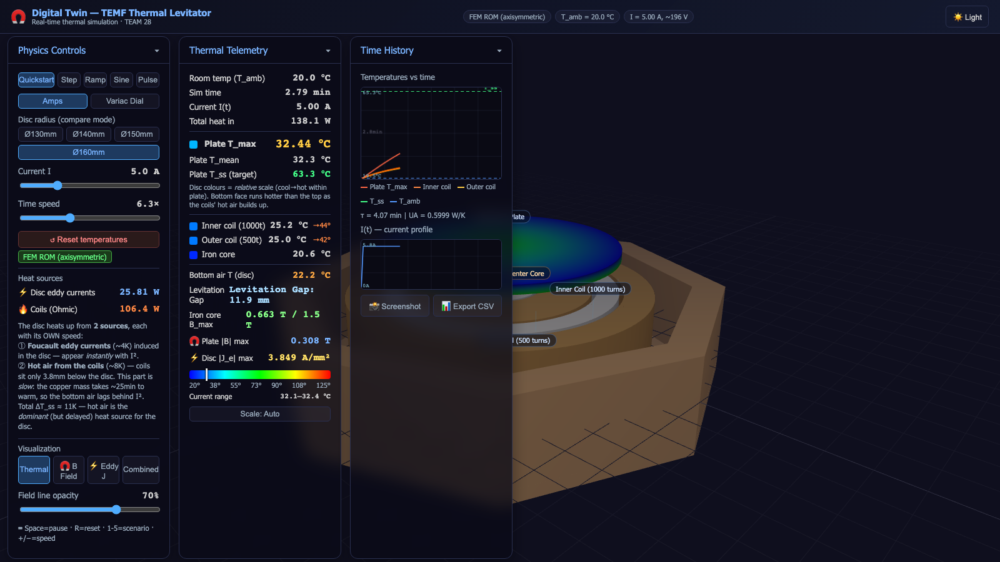 Digital Twin — TEMF Thermal Levitator
Real-time thermal simulation · TEAM 28
FEM ROM (axisymmetric)
T_amb = 20.0 °C
I = 5.00 A, ~196 V
☀️ Light
Physics Controls
Quickstart
Step
Ramp
Sine
Pulse
Amps
Variac Dial
Disc radius (compare mode)
Ø130mm
Ø140mm
Ø150mm
Ø160mm
Current I
5.0 A
Time speed
6.3×
↺ Reset temperatures
FEM ROM (axisymmetric)
Heat sources
⚡ Disc eddy currents
25.81 W
🔥 Coils (Ohmic)
106.4 W
The disc heats up from 2 sources, each
with its OWN speed:
① Foucault eddy currents (~4K) induced
in the disc — appear instantly with I².
② Hot air from the coils (~8K) — coils
sit only 3.8mm below the disc. This part is
slow: the copper mass takes ~25min to
warm, so the bottom air lags behind I².
Total ΔT_ss ≈ 11K — hot air is the
dominant (but delayed) heat source for the
disc.
Visualization
Thermal
🧲 B
Field
⚡ Eddy
J
Combined
Field line opacity
70%
Space=pause · R=reset · 1-5=scenario ·
+/−=speed
Thermal Telemetry
Room temp (T_amb)
20.0 °C
Sim time
2.79 min
Current I(t)
5.00 A
Total heat in
138.1 W
Plate T_max
32.44 °C
Plate T_mean
32.3 °C
Plate T_ss (target)
63.3 °C
Disc colours = relative scale (cool→hot within
plate). Bottom face runs hotter than the top as
the coils' hot air builds up.
Inner coil (1000t)
25.2 °C
→44°
Outer coil (500t)
25.0 °C
→42°
Iron core
20.6 °C
Bottom air T (disc)
22.2 °C
Levitation
Gap
Levitation Gap:
11.9 mm
Iron core
B_max
0.663 T / 1.5
T
🧲 Plate |B| max
0.308 T
⚡ Disc |J_e| max
3.849 A/mm²
20°
38°
55°
73°
90°
108°
125°
Current range
32.1–32.4 °C
Scale: Auto
Time History
Temperatures vs time
65.3°C
2.8min
Plate T_max
Inner coil
Outer coil
T_ss
T_amb
τ = 4.07 min | UA = 0.5999 W/K
I(t) — current profile
0A
📸 Screenshot
📊 Export CSV
Plate
enter Core
Inner Coil (1000 turns)
(500 turns)